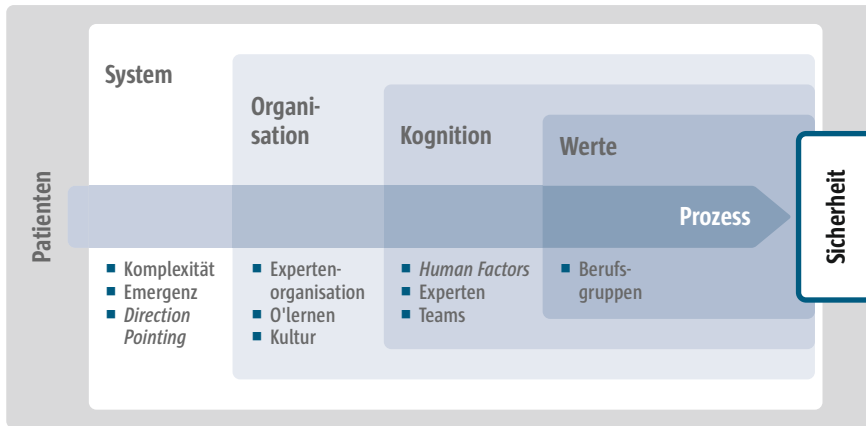 Patienten
System
Komplexität
Emergenz
Direction
Pointing
Organi-
sation
Experten-
organisation
O'lernen
Kultur
Kognition
Human Factors
Experten
Teams
Werte
Berufs-
gruppen
Prozess
Sicherheit